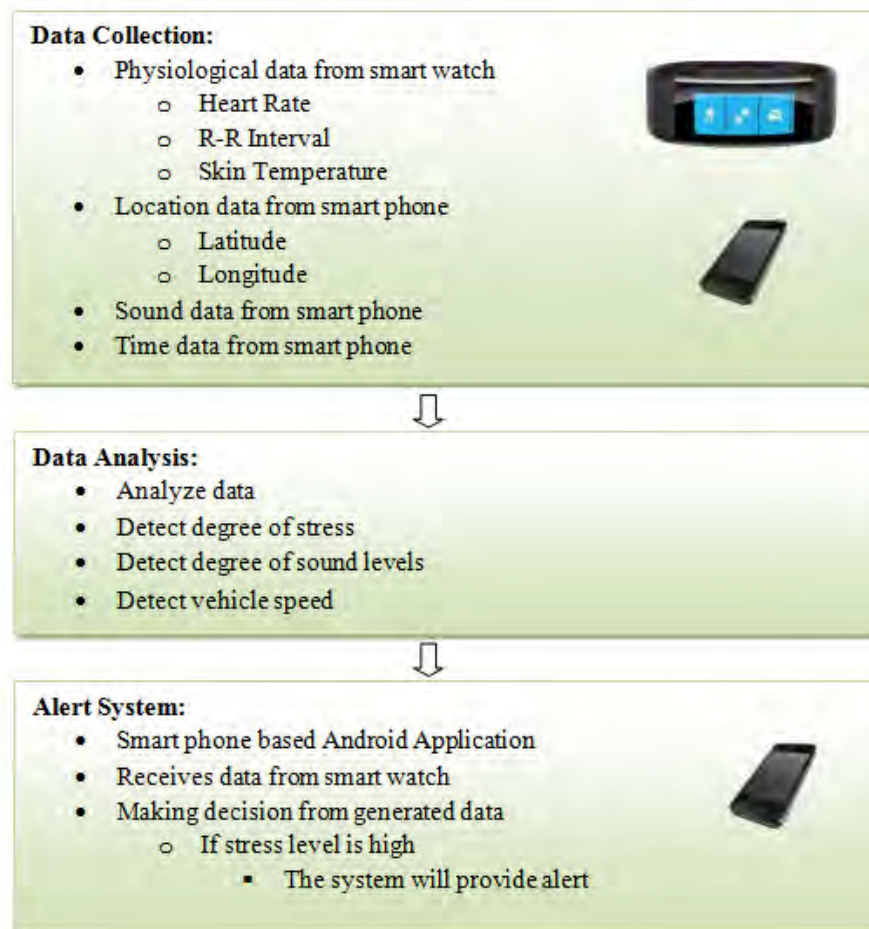 Data Collection:
• Physiological data from smart watch
o Heart Rate
o R-R Interval
o Skin Temperature
• Location data from smart phone
o Latitude
o Longitude
• Sound data from smart phone
• Time data from smart phone
Data Analysis:
• Analyze data
• Detect degree of stress
• Detect degree of sound levels
• Detect vehicle speed
Alert System:
• Smart phone based Android Application
• Receives data from smart watch
• Making decision from generated data
o If stress level is high
▪ The system will provide alert